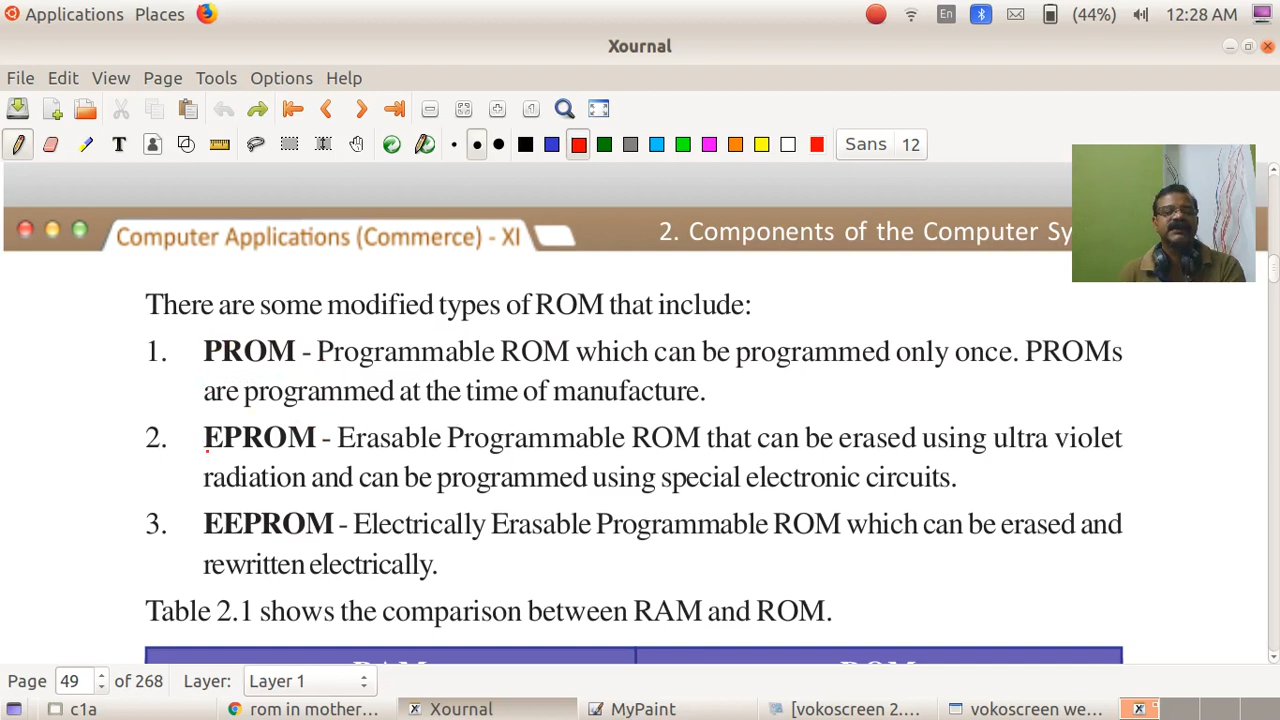 Applications Places En (44%) 12:28 AM
Xournal
File Edit View Page Tools Options Help
T Sans 12
Computer Applications (Commerce) - XI 2. Components of the Computer Sy
There are some modified types of ROM that include:
1. PROM - Programmable ROM which can be programmed only once. PROMs
are programmed at the time of manufacture.
2. EPROM - Erasable Programmable ROM that can be erased using ultra violet
radiation and can be programmed using special electronic circuits.
3. EEPROM - Electrically Erasable Programmable ROM which can be erased and
rewritten electrically.
Table 2.1 shows the comparison between RAM and ROM.
RAM ROM
Page 49 of 268 Layer: Layer 1
c1a rom in mother... Xournal MyPaint [vokoscreen 2.... vokoscreen we...